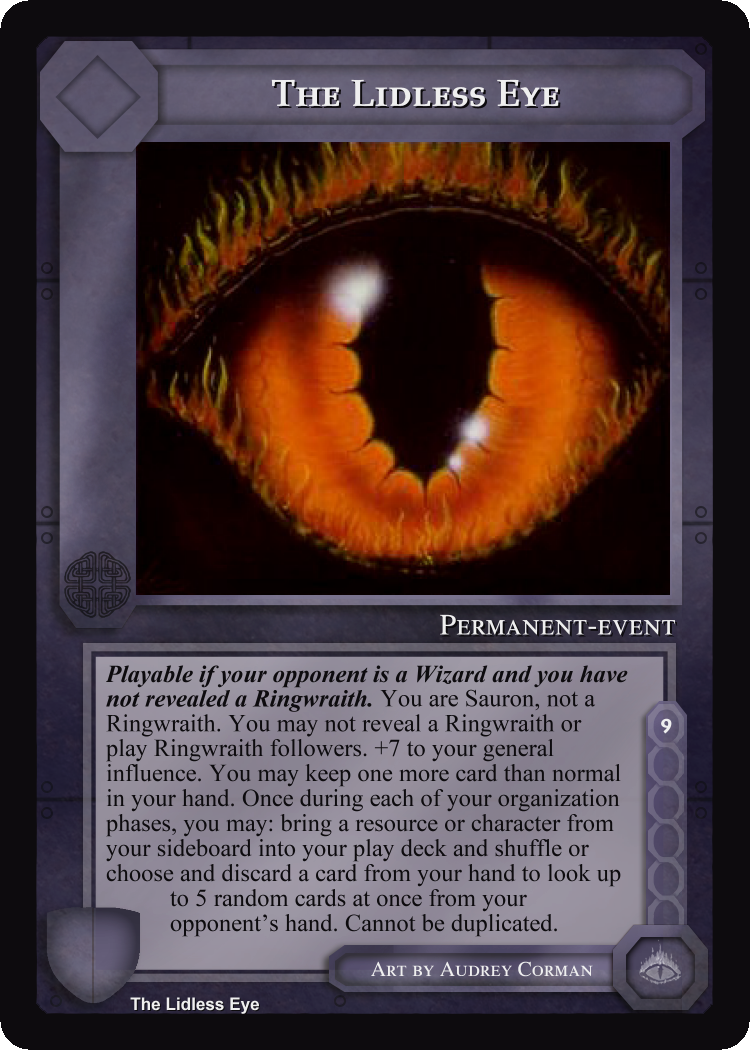 The Lidless Eye
Permanent-event
Playable if your opponent is a Wizard and you have
not revealed a Ringwraith. You are Sauron, not a
Ringwraith. You may not reveal a Ringwraith or
play Ringwraith followers. +7 to your general
influence. You may keep one more card than normal
in your hand. Once during each of your organization
phases, you may: bring a resource or character from
your sideboard into your play deck and shuffle or
choose and discard a card from your hand to look up
to 5 random cards at once from your
opponent's hand. Cannot be duplicated.
9
Art by Audrey Corman
The Lidless Eye